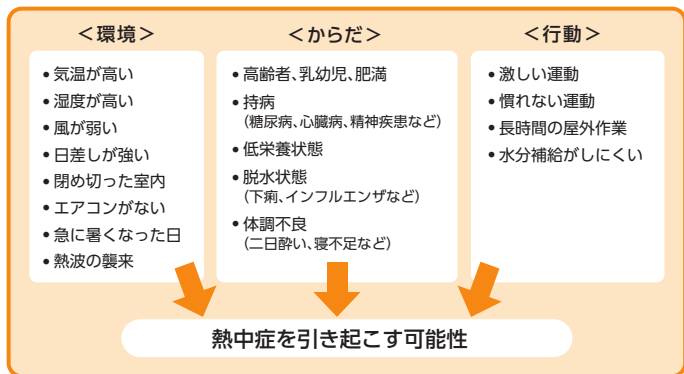 ＜環境＞
• 気温が高い
• 湿度が高い
• 風が弱い
• 日差しが強い
• 閉め切った室内
• エアコンがない
• 急に暑くなった日
• 熱波の襲来
＜からだ＞
• 高齢者、乳幼児、肥満
• 持病
（糖尿病、心臓病、精神疾患など）
• 低栄養状態
• 脱水状態
（下痢、インフルエンザなど）
• 体調不良
（二日酔い、寝不足など）
＜行動＞
• 激しい運動
• 慣れない運動
• 長時間の屋外作業
• 水分補給がしにくい
熱中症を引き起こす可能性